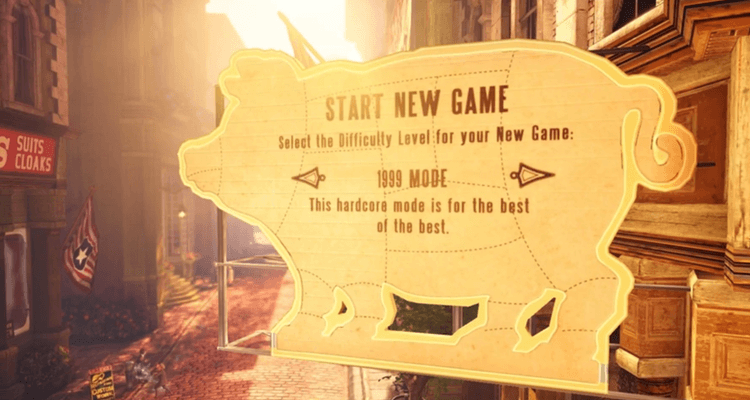 START NEW GAME
Select the Difficulty Level for your New Game:
1999 MODE
This hardcore mode is for the best
of the best.
S SUITS
CLOAKS